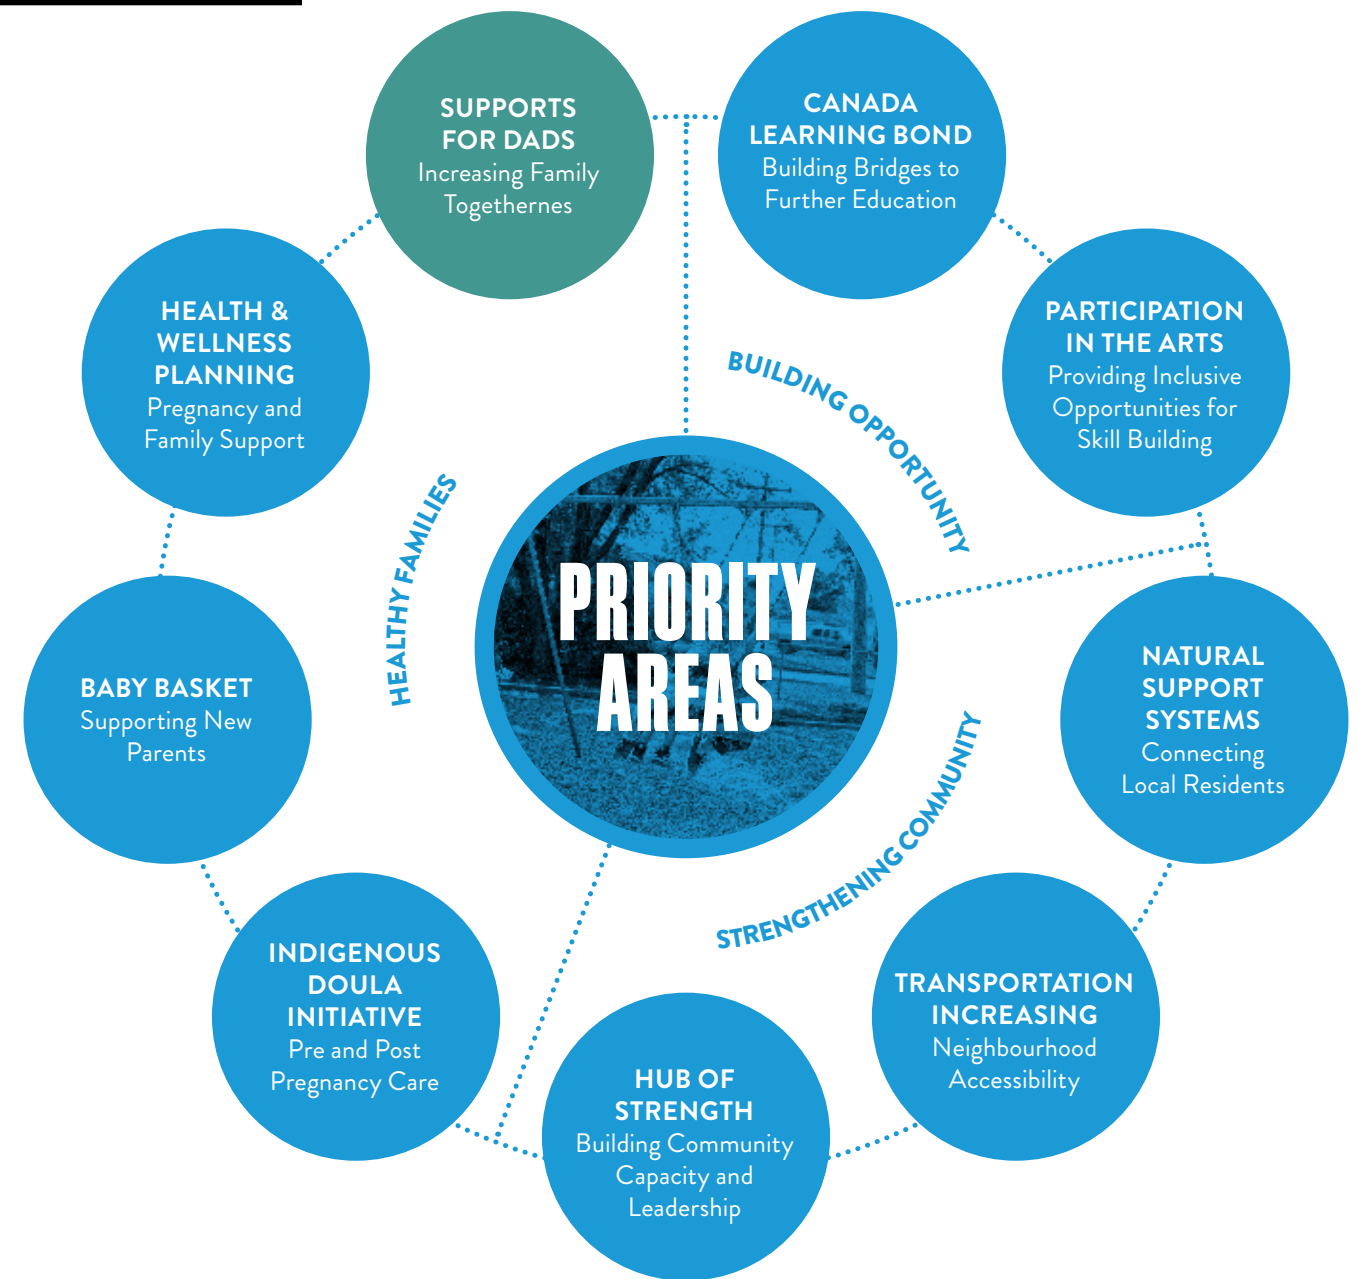 SUPPORTS
FOR DADS
Increasing Family
Togethernes
CANADA
LEARNING BOND
Building Bridges to
Further Education
HEALTH &
WELLNESS
PLANNING
Pregnancy and
Family Support
PARTICIPATION
IN THE ARTS
Providing Inclusive
Opportunities for
Skill Building
BUILDING OPPORTUNITY
HEALTHY FAMILIES
PRIORITY
AREAS
STRENGTHENING COMMUNITY
BABY BASKET
Supporting New
Parents
NATURAL
SUPPORT
SYSTEMS
Connecting
Local Residents
INDIGENOUS
DOULA
INITIATIVE
Pre and Post
Pregnancy Care
TRANSPORTATION
INCREASING
Neighbourhood
Accessibility
HUB OF
STRENGTH
Building Community
Capacity and
Leadership